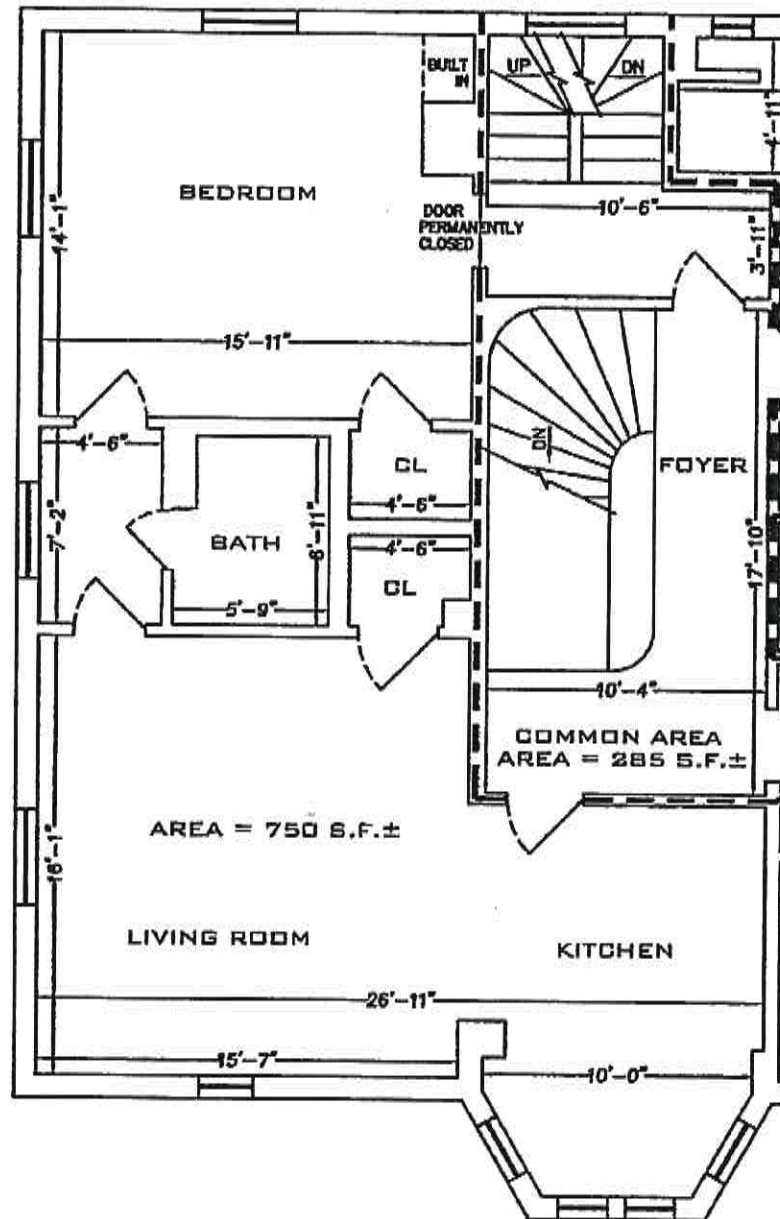 BUILT
IN
UP
DN
4'-11"
BEDROOM
14'-1"
DOOR
PERMANENTLY
CLOSED
10'-6"
3'-11"
15'-11"
4'-6"
CL
4'-6"
DN
FOYER
7'-2"
BATH
6'-11"
4'-6"
CL
5'-9"
17'-10"
10'-4"
COMMON AREA
AREA = 285 S.F.±
AREA = 750 S.F.±
16'-1"
LIVING ROOM
KITCHEN
26'-11"
15'-7"
10'-0"